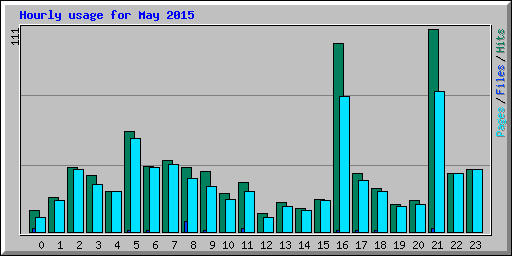 Hourly usage for May 2015
111
Pages / Files / Hits
0 1 2 3 4 5 6 7 8 9 10 11 12 13 14 15 16 17 18 19 20 21 22 23